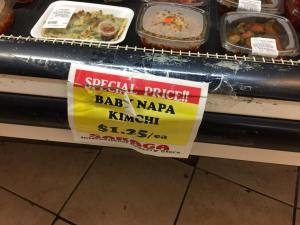 SPECIAL PRICE!!
BABY NAPA
KIMCHI
$1.25/ea